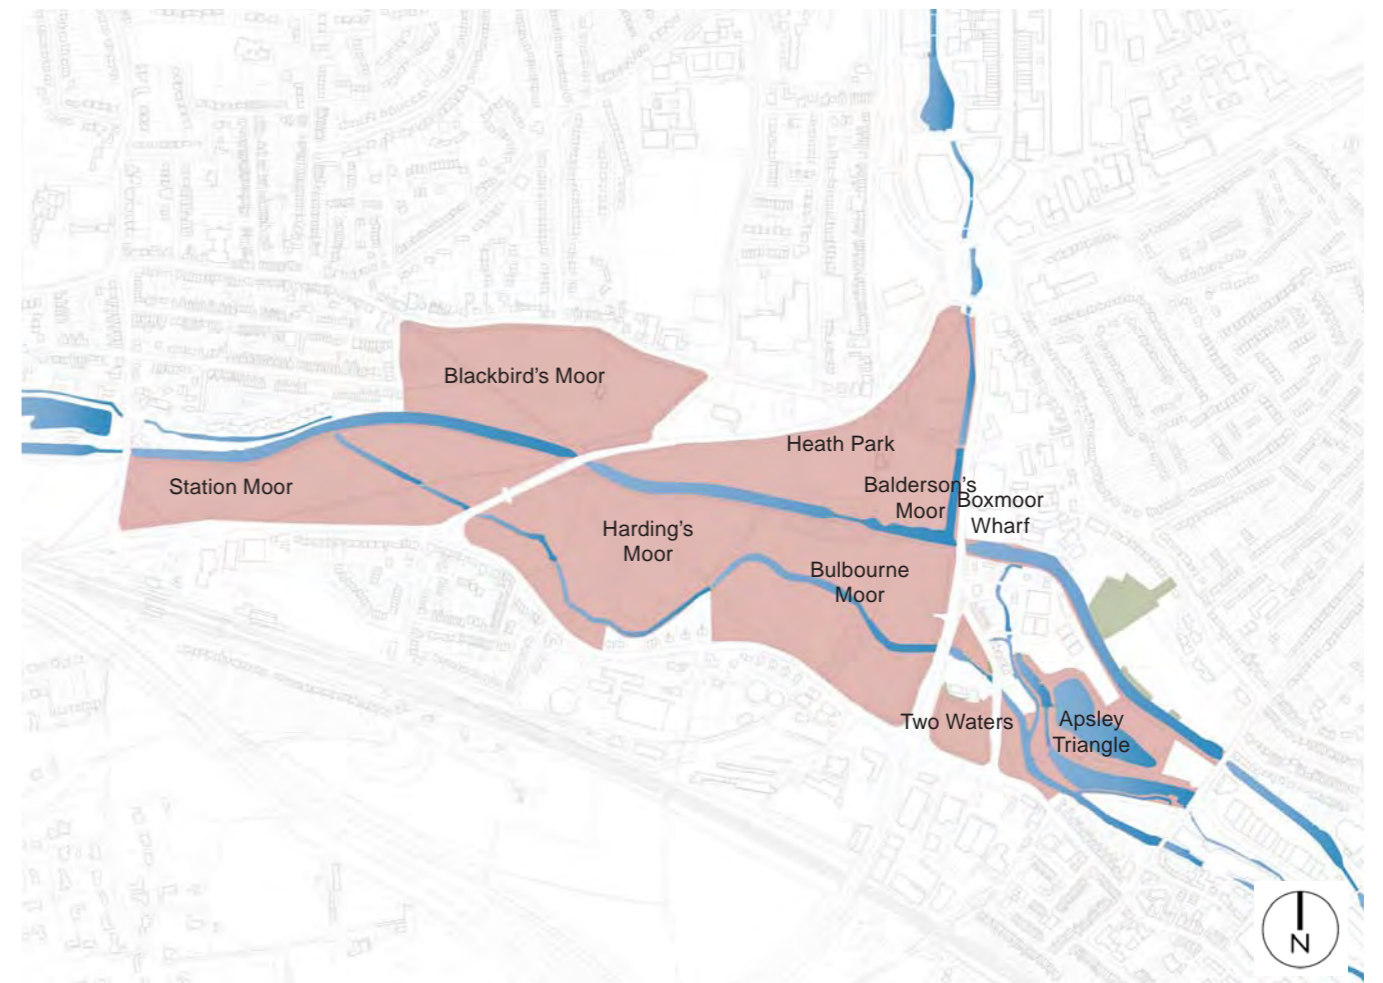 Blackbird's Moor
Heath Park
Station Moor
Balderson's
Moor
Boxmoor
Wharf
Harding's
Moor
Bulbourne
Moor
Two Waters
Apsley
Triangle
N